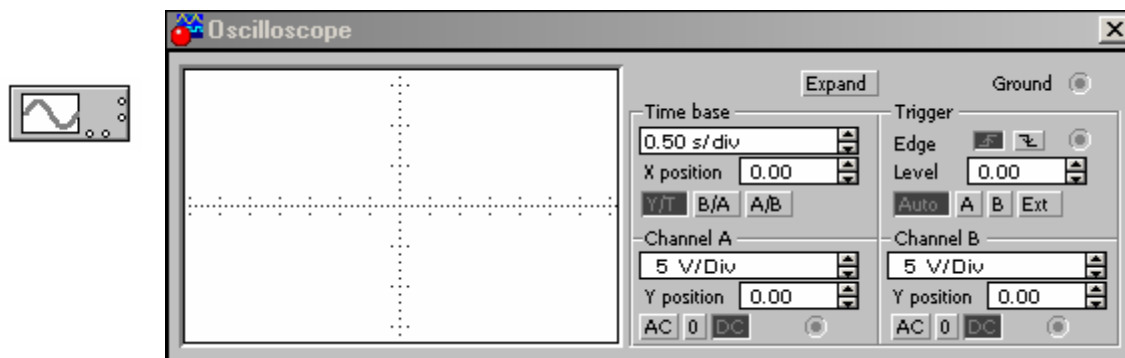 Oscilloscope
Expand
Ground
Time base
0.50 s/div
X position 0.00
Y/T B/A A/B
Trigger
Edge
Level 0.00
Auto A B Ext
Channel A
5 V/Div
Y position 0.00
AC 0 DC
Channel B
5 V/Div
Y position 0.00
AC 0 DC